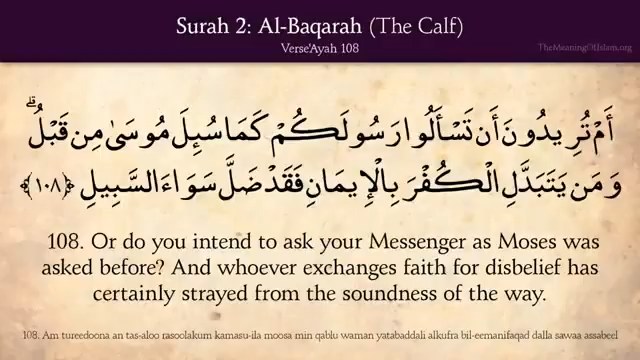 Surah 2: Al-Baqarah (The Calf)
Verse'Ayah 108
TheMeaningOfIslam.org
أَمْ تُرِيدُونَ أَن تَسْأَلُوا رَسُولَكُمْ كَمَا سُئِلَ مُوسَىٰ مِن قَبْلُ ۗ
وَمَن يَتَبَدَّلِ الْكُفْرَ بِالْإِيمَانِ فَقَدْ ضَلَّ سَوَاءَ السَّبِيلِ ﴿١٠٨﴾
108. Or do you intend to ask your Messenger as Moses was
asked before? And whoever exchanges faith for disbelief has
certainly strayed from the soundness of the way.
108. Am tureedoona an tas-aloo rasoolakum kamasu-ila moosa min qablu waman yatabaddali alkufra bil-eemanifaqad dalla sawaa assabeel